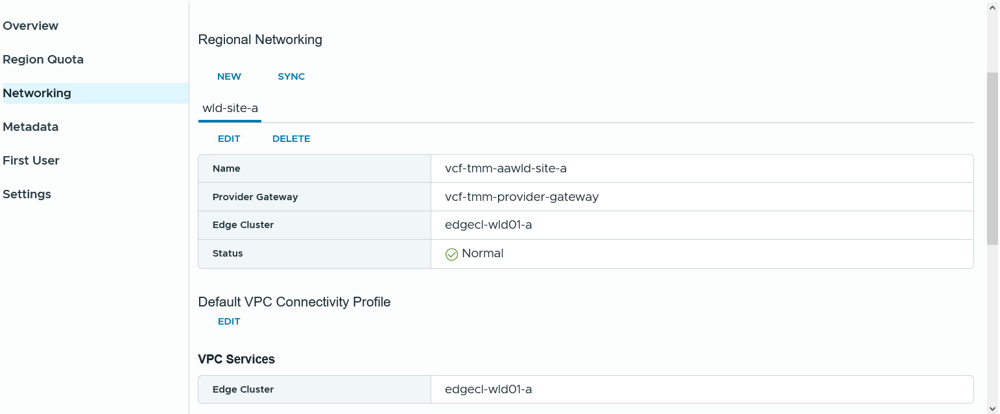 Overview
Region Quota
Networking
Metadata
First User
Settings
Regional Networking
NEW SYNC
wld-site-a
EDIT DELETE
Name vcf-tmm-aawld-site-a
Provider Gateway vcf-tmm-provider-gateway
Edge Cluster edgecl-wld01-a
Status Normal
Default VPC Connectivity Profile
EDIT
VPC Services
Edge Cluster edgecl-wld01-a